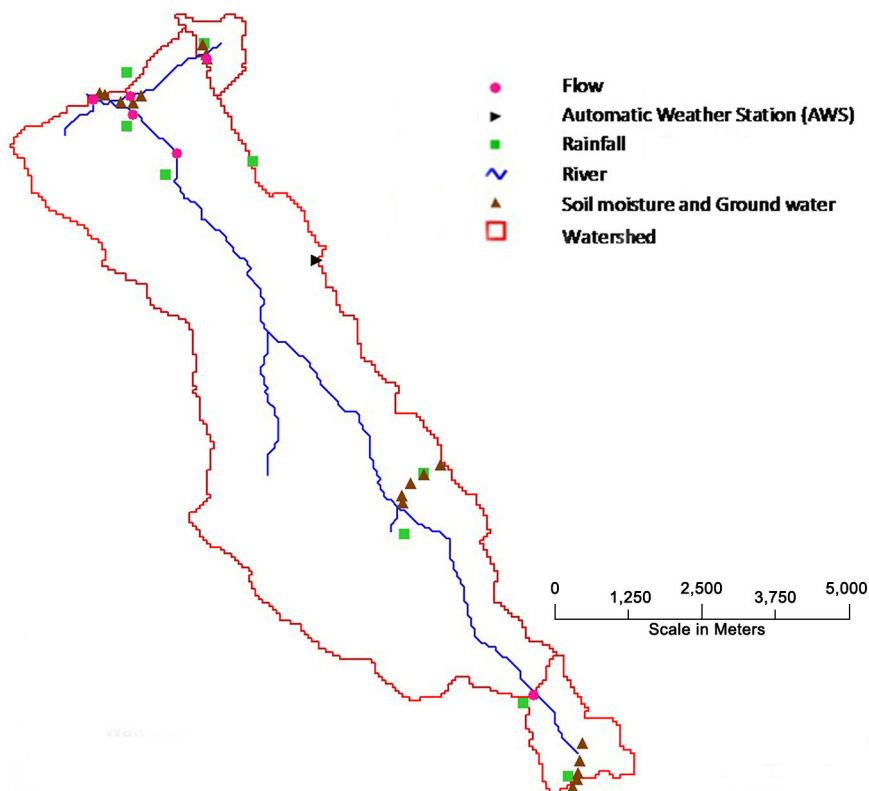 Flow
Automatic Weather Station (AWS)
Rainfall
River
Soil moisture and Ground water
Watershed
0 2,500 5,000
1,250 3,750
Scale in Meters